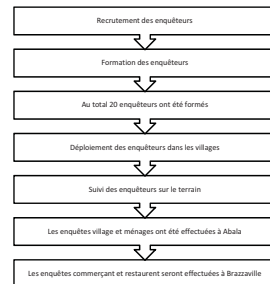 Recrutement des enquêteurs
Formation des enquêteurs
Au total 20 enquêteurs ont été formés
Déploiement des enquêteurs dans les villages
Suivi des enquêteurs sur le terrain
Les enquêtes village et ménages ont été effectuées à Abala
Les enquêtes commerçant et restaurent seront effectuées à Brazzaville